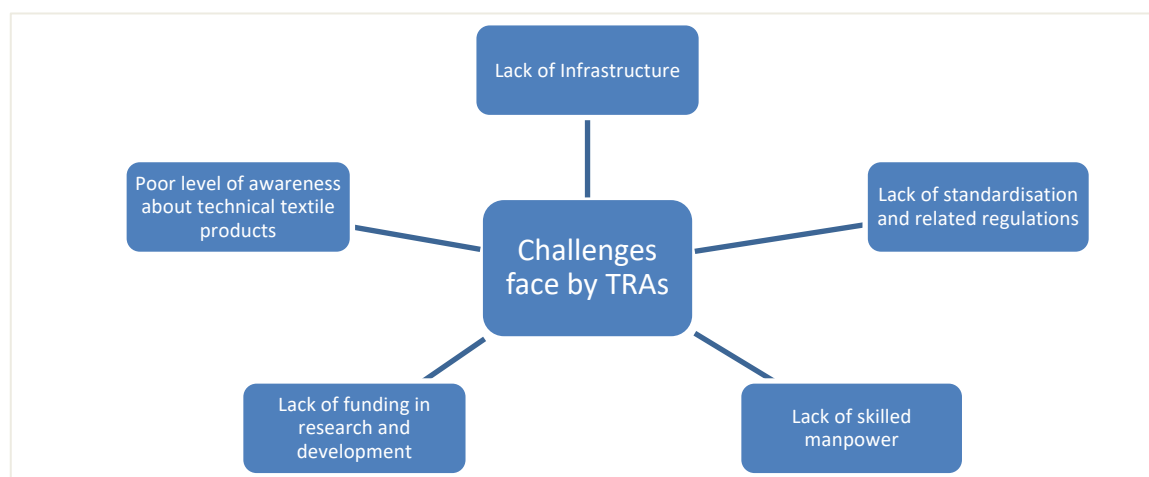 Lack of Infrastructure
Poor level of awareness
about technical textile
products
Lack of standardisation
and related regulations
Challenges
face by TRAs
Lack of funding in
research and
development
Lack of skilled
manpower